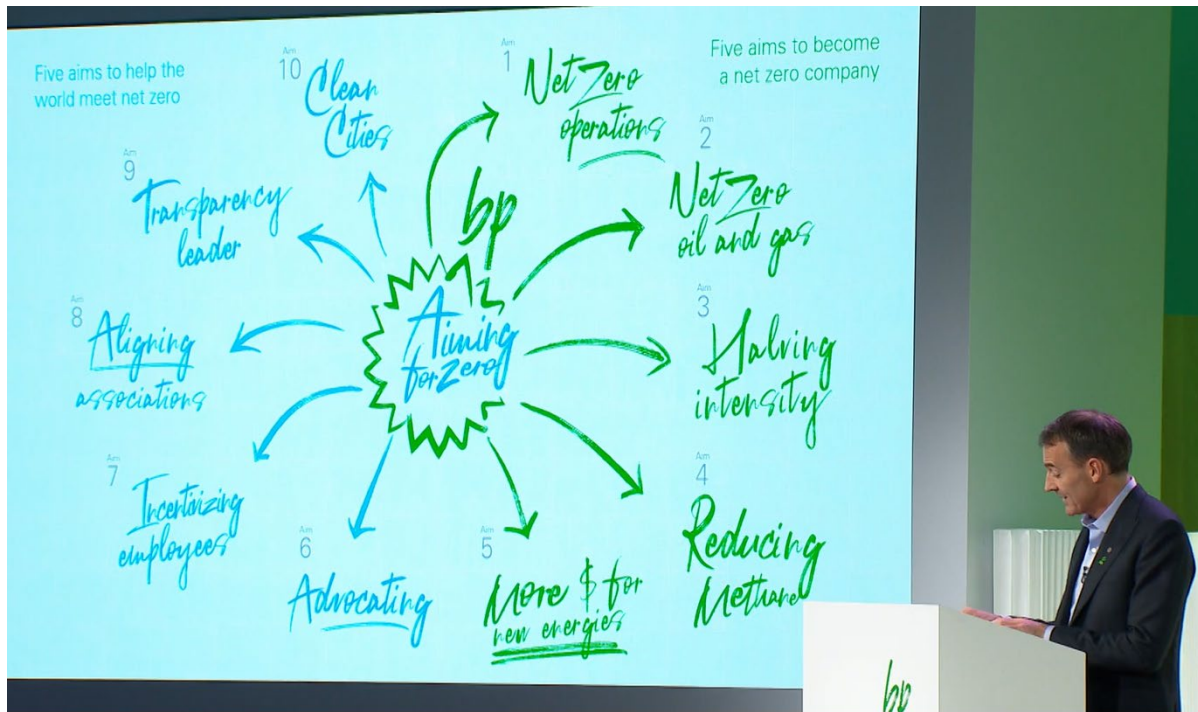 Five aims to help the
world meet net zero
Five aims to become
a net zero company
bp
Aiming
for zero
Aim
1
Net Zero
operations
Aim
2
Net Zero
oil and gas
Aim
3
Halving
intensity
Aim
4
Reducing
Methane
Aim
5
More $ for
new energies
Aim
6
Advocating
Aim
7
Incentivizing
employees
Aim
8
Aligning
associations
Aim
9
Transparency
leader
Aim
10
Clean
Cities
bp